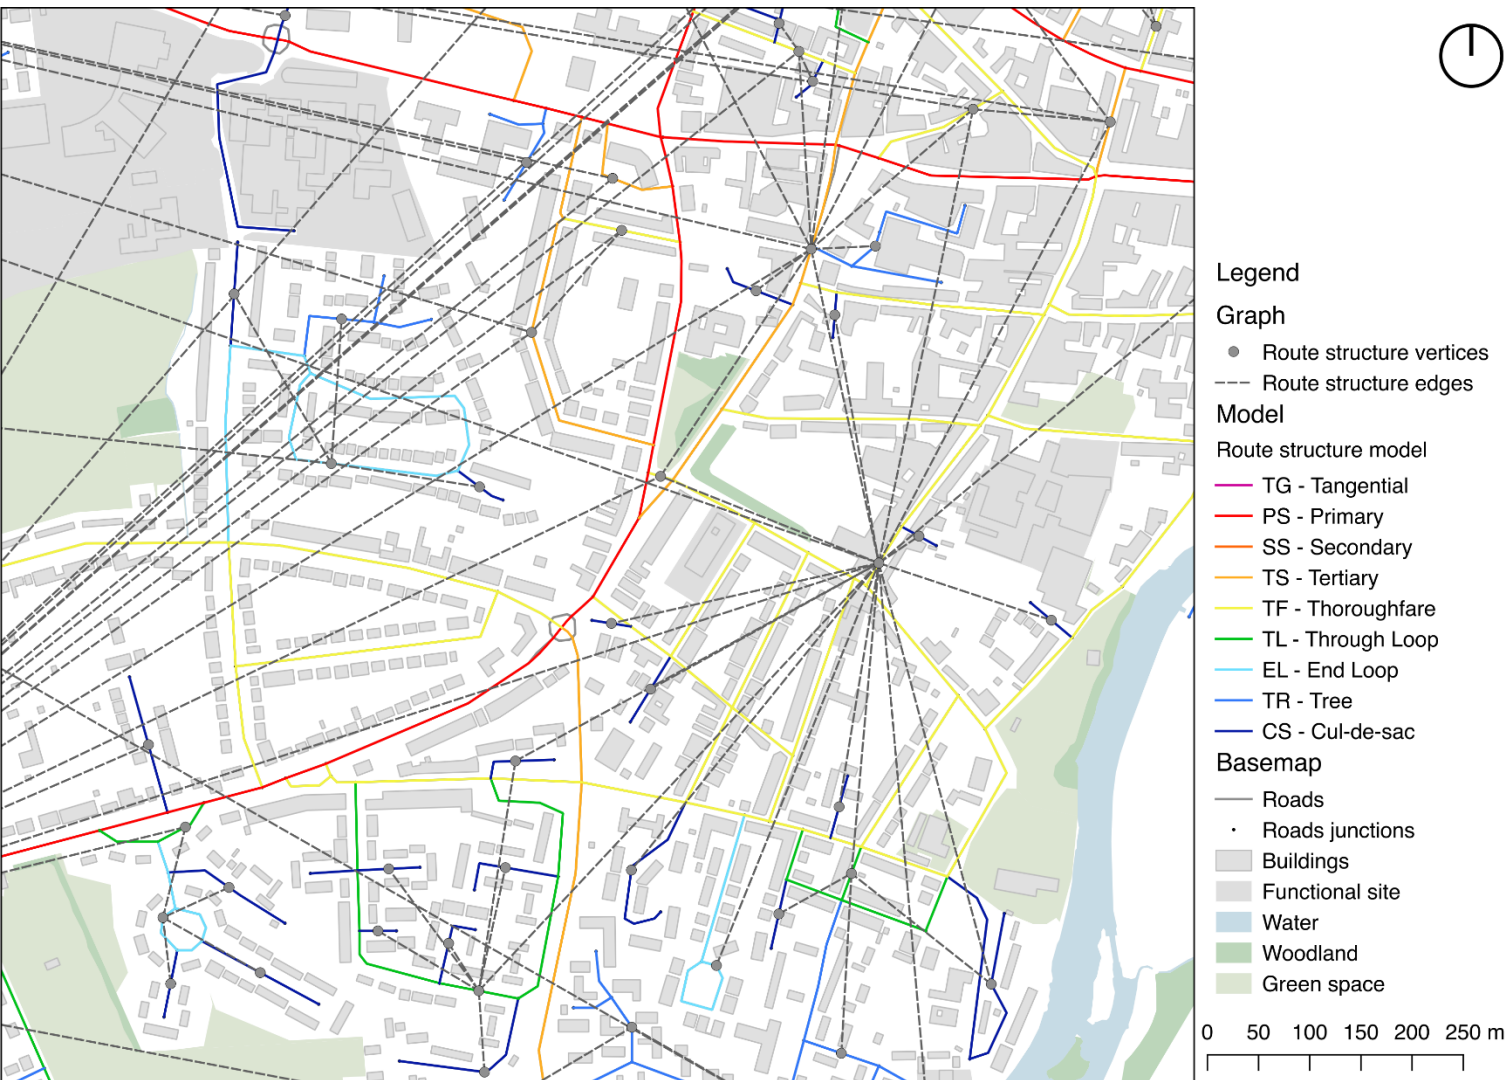 Legend
Graph
Route structure vertices
Route structure edges
Model
Route structure model
TG - Tangential
PS - Primary
SS - Secondary
TS - Tertiary
TF - Thoroughfare
TL - Through Loop
EL - End Loop
TR - Tree
CS - Cul-de-sac
Basemap
Roads
Roads junctions
Buildings
Functional site
Water
Woodland
Green space
0 50 100 150 200 250 m